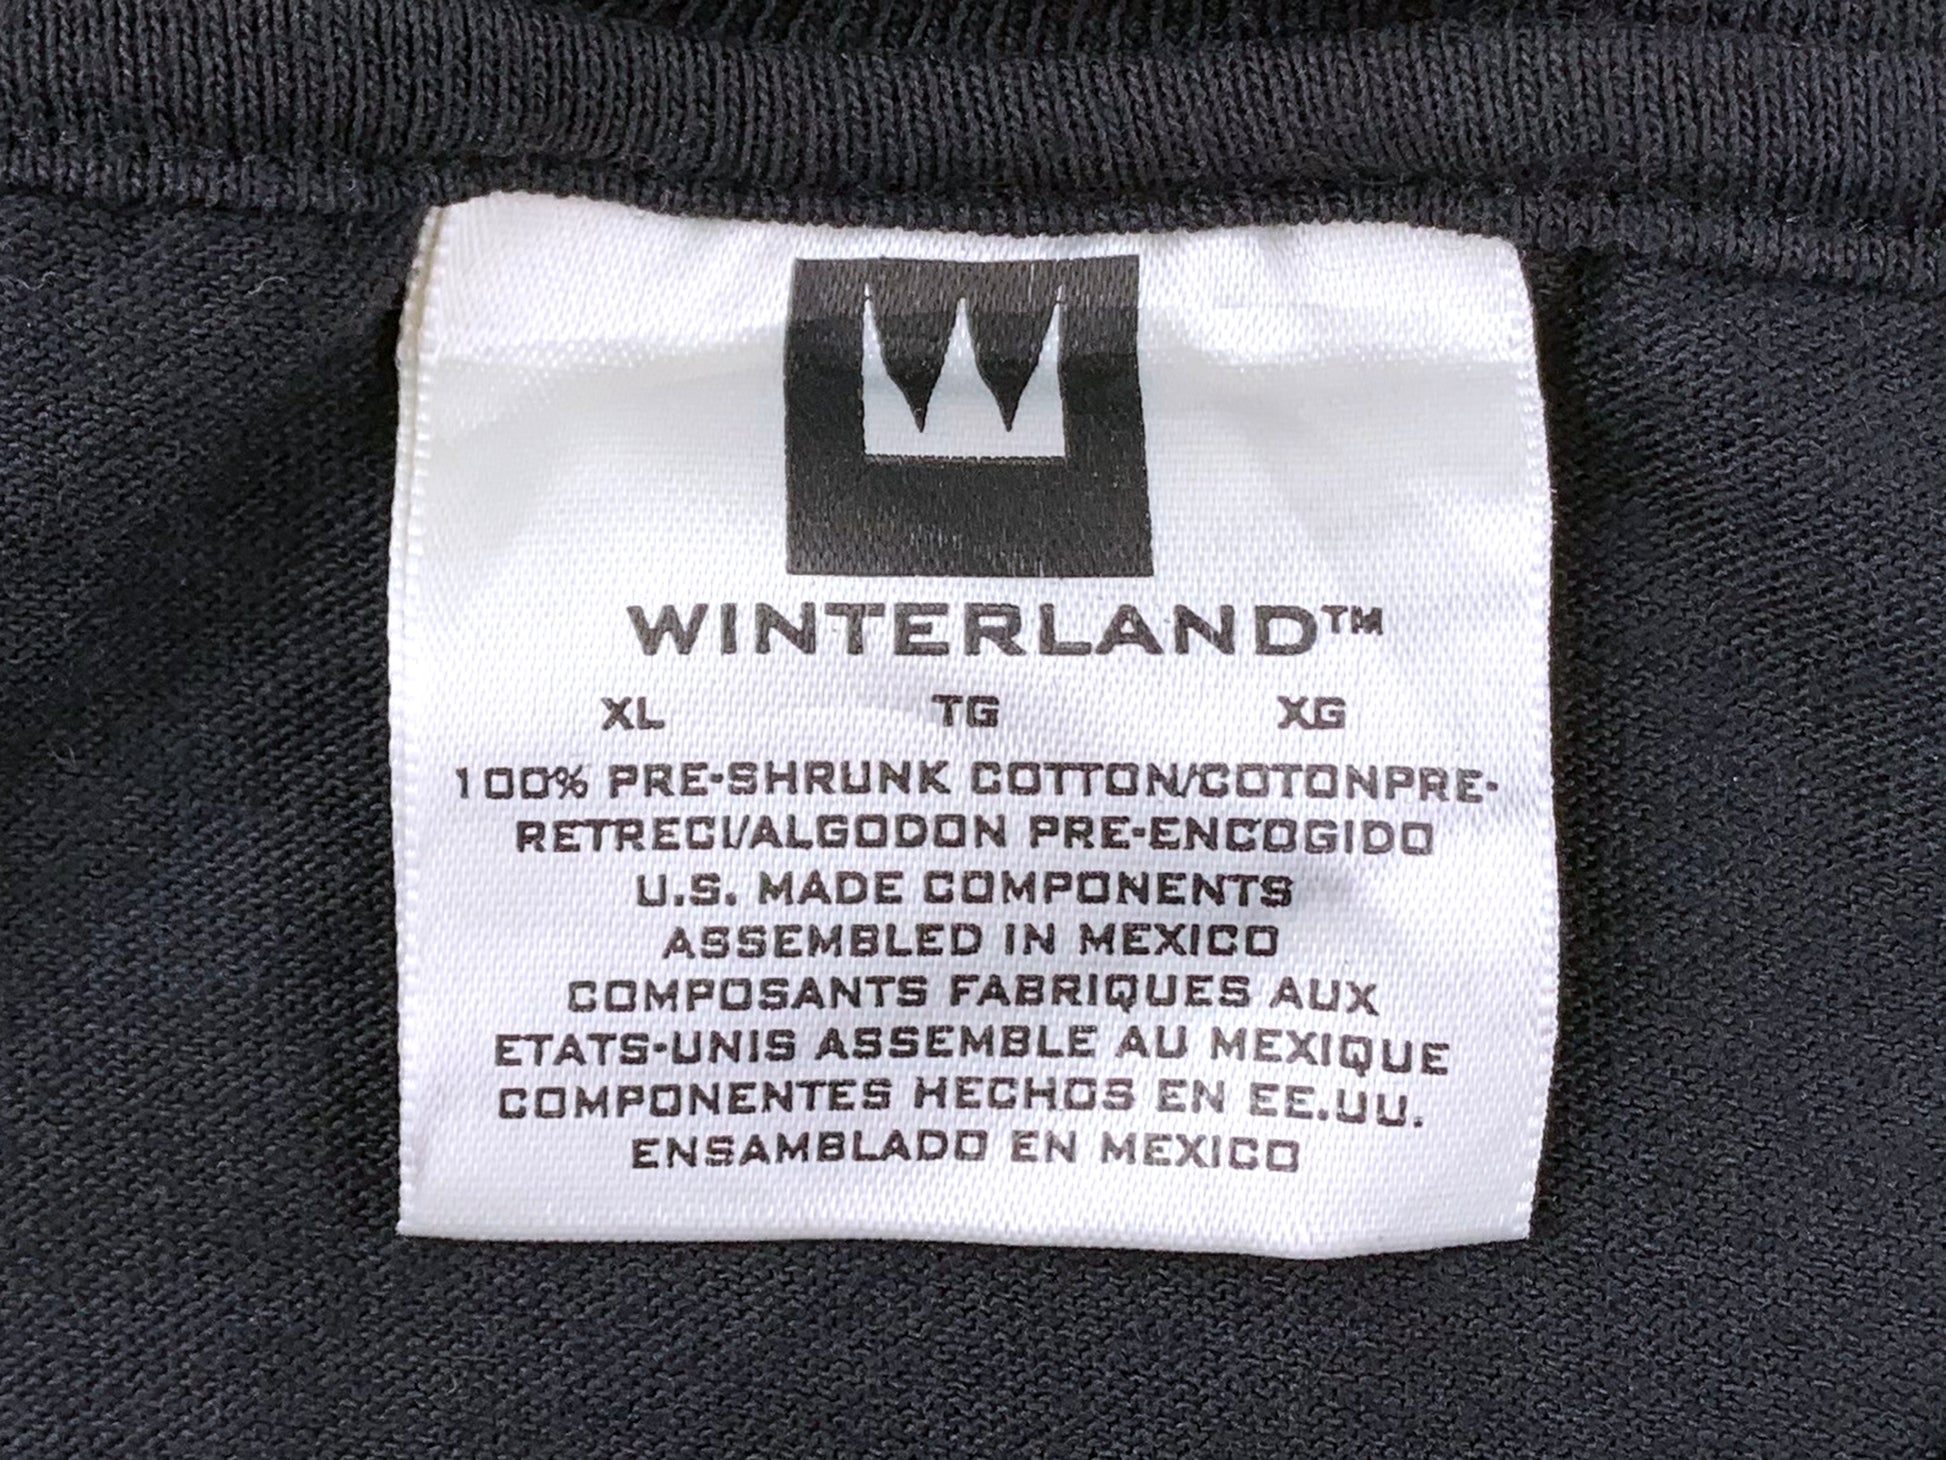 WINTERLAND™
XL TG XG
100% PRE-SHRUNK COTTON/COTONPRE-
RETRECI/ALGODON PRE-ENCOGIDO
U.S. MADE COMPONENTS
ASSEMBLED IN MEXICO
COMPOSANTS FABRIQUES AUX
ETATS-UNIS ASSEMBLE AU MEXIQUE
COMPONENTES HECHOS EN EE.UU.
ENSAMBLADO EN MEXICO